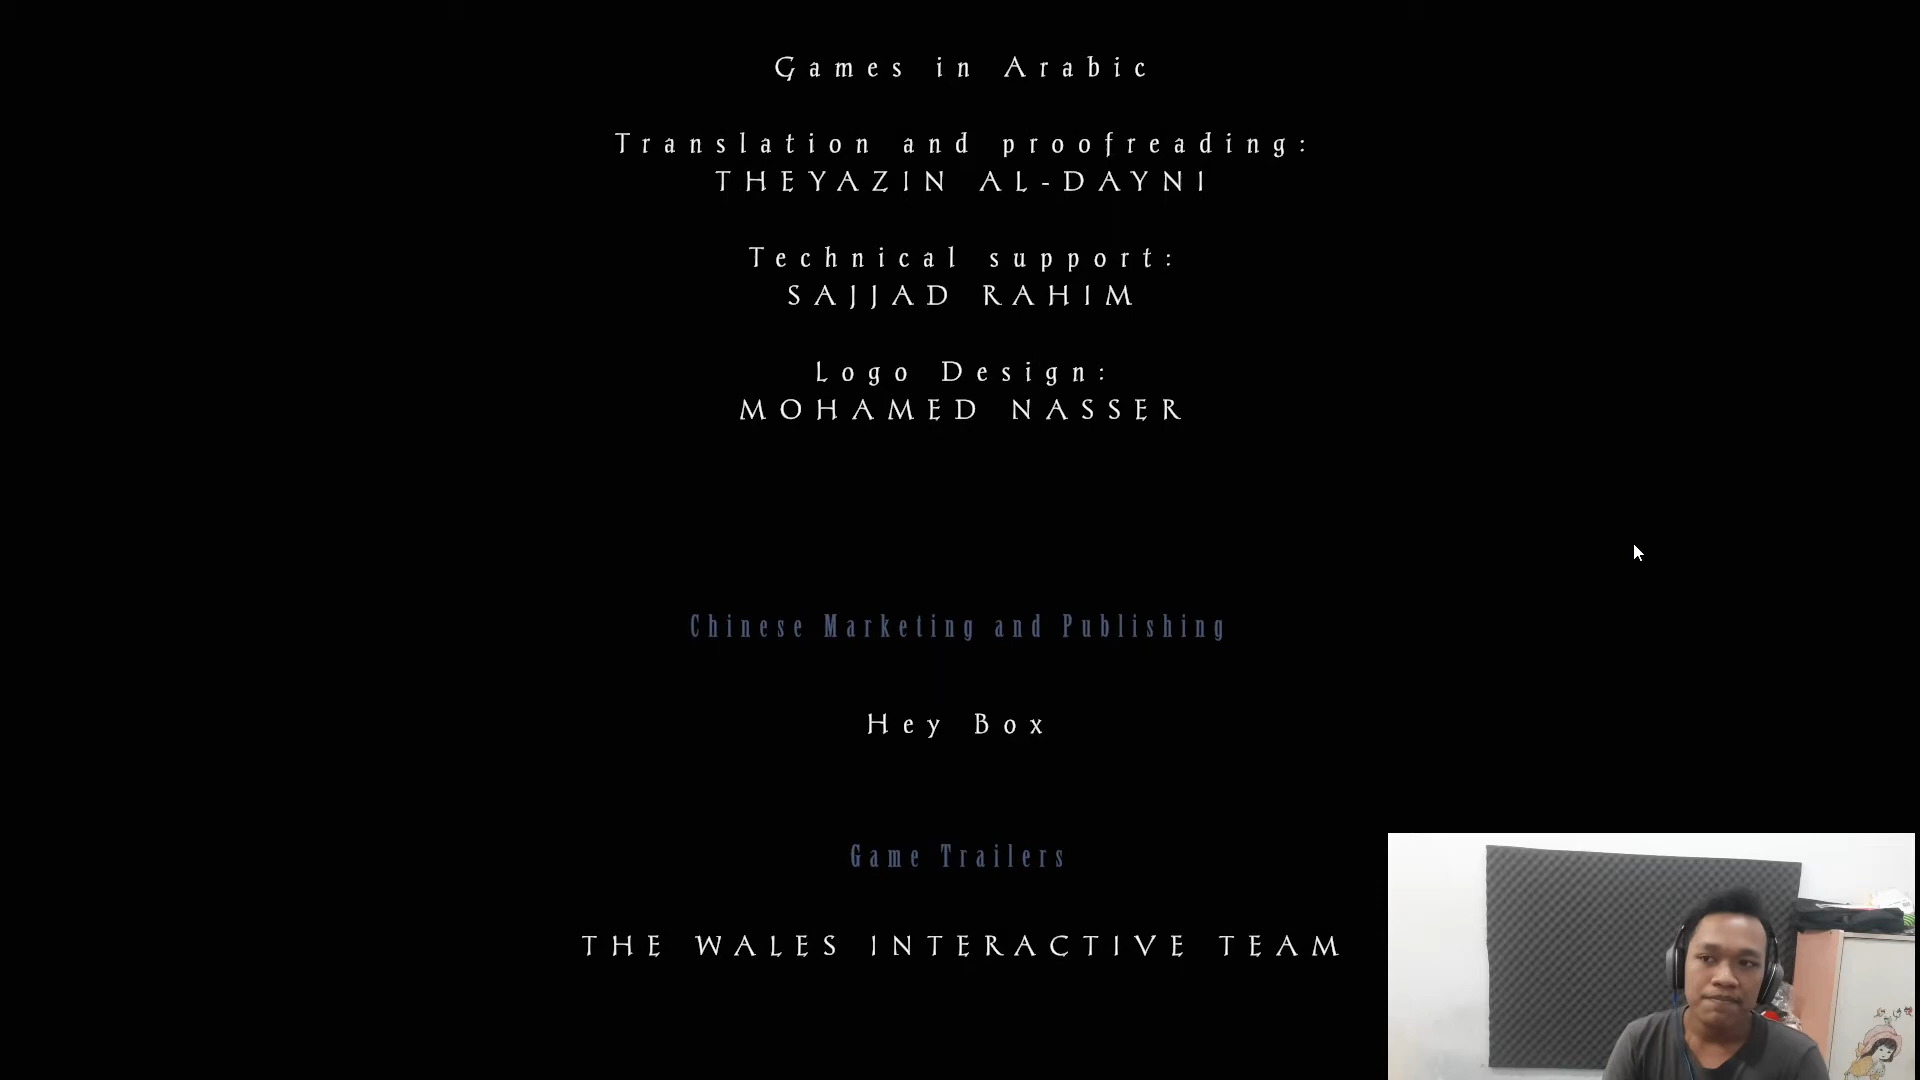 Games in Arabic
Translation and proofreading:
THEYAZIN AL-DAYNI
Technical support:
SAJJAD RAHIM
Logo Design:
MOHAMED NASSER
Chinese Marketing and Publishing
Hey Box
Game Trailers
THE WALES INTERACTIVE TEAM